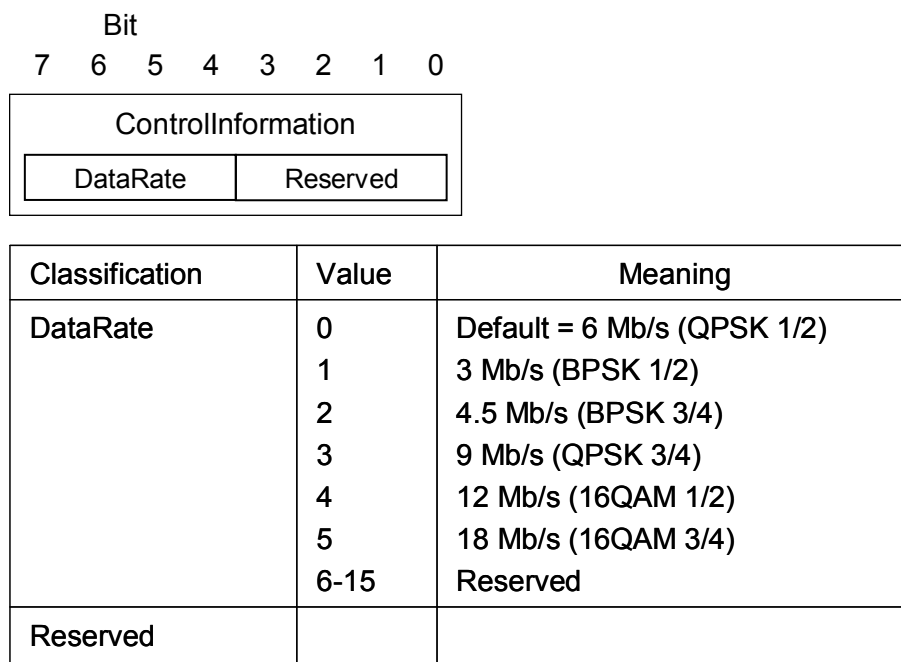 Bit
7 6 5 4 3 2 1 0
ControlInformation
DataRate Reserved
Classification Value Meaning
DataRate 0 Default = 6 Mb/s (QPSK 1/2)
1 3 Mb/s (BPSK 1/2)
2 4.5 Mb/s (BPSK 3/4)
3 9 Mb/s (QPSK 3/4)
4 12 Mb/s (16QAM 1/2)
5 18 Mb/s (16QAM 3/4)
6-15 Reserved
Reserved